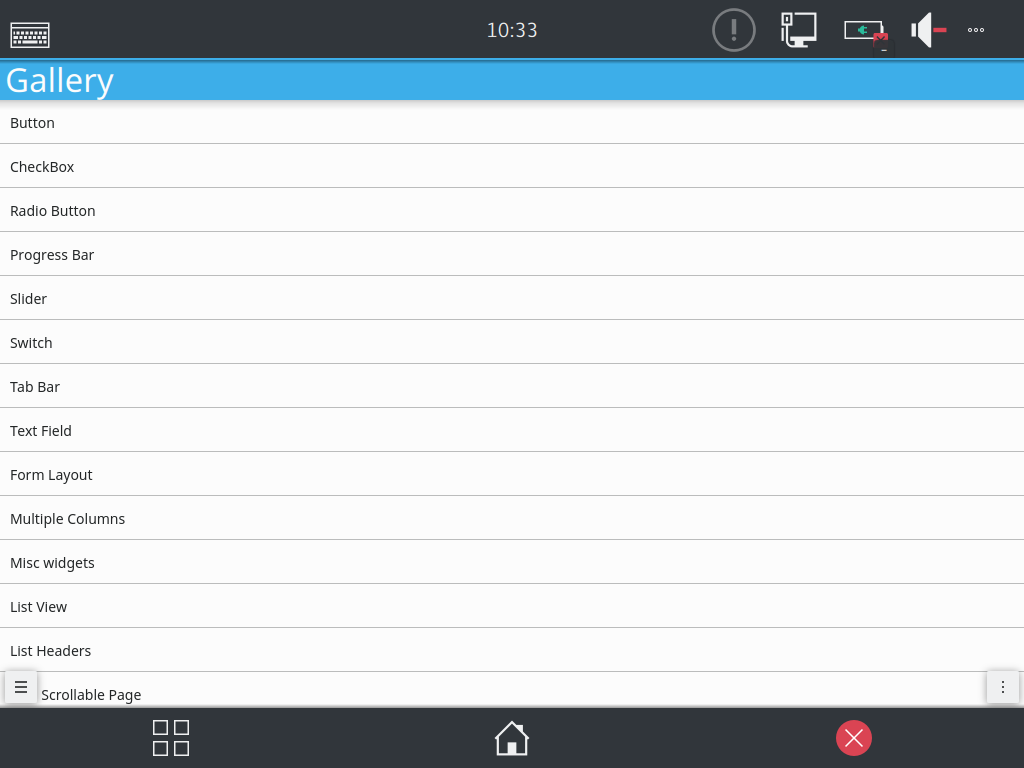 10:33
Gallery
Button
CheckBox
Radio Button
Progress Bar
Slider
Switch
Tab Bar
Text Field
Form Layout
Multiple Columns
Misc widgets
List View
List Headers
Scrollable Page